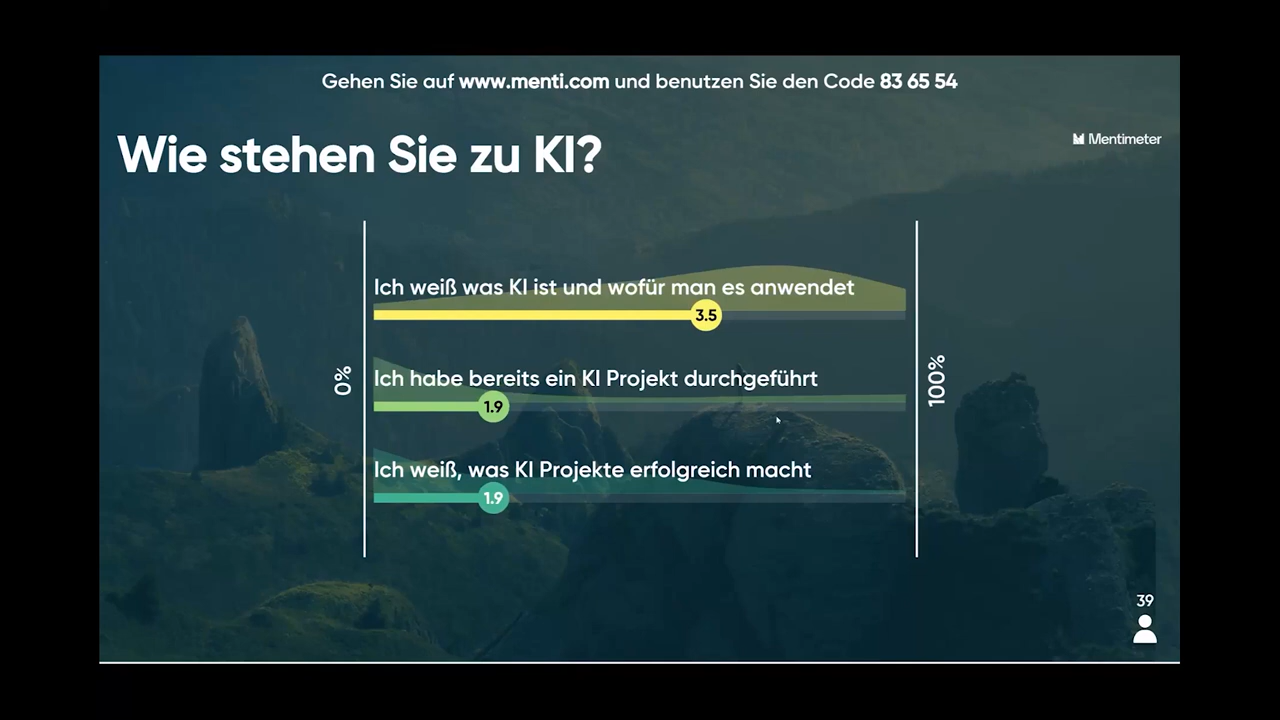 Gehen Sie auf www.menti.com und benutzen Sie den Code 83 65 54
Wie stehen Sie zu KI?
Mentimeter
Ich weiß was KI ist und wofür man es anwendet
3.5
0%
Ich habe bereits ein KI Projekt durchgeführt
1.9
100%
Ich weiß, was KI Projekte erfolgreich macht
1.9
39